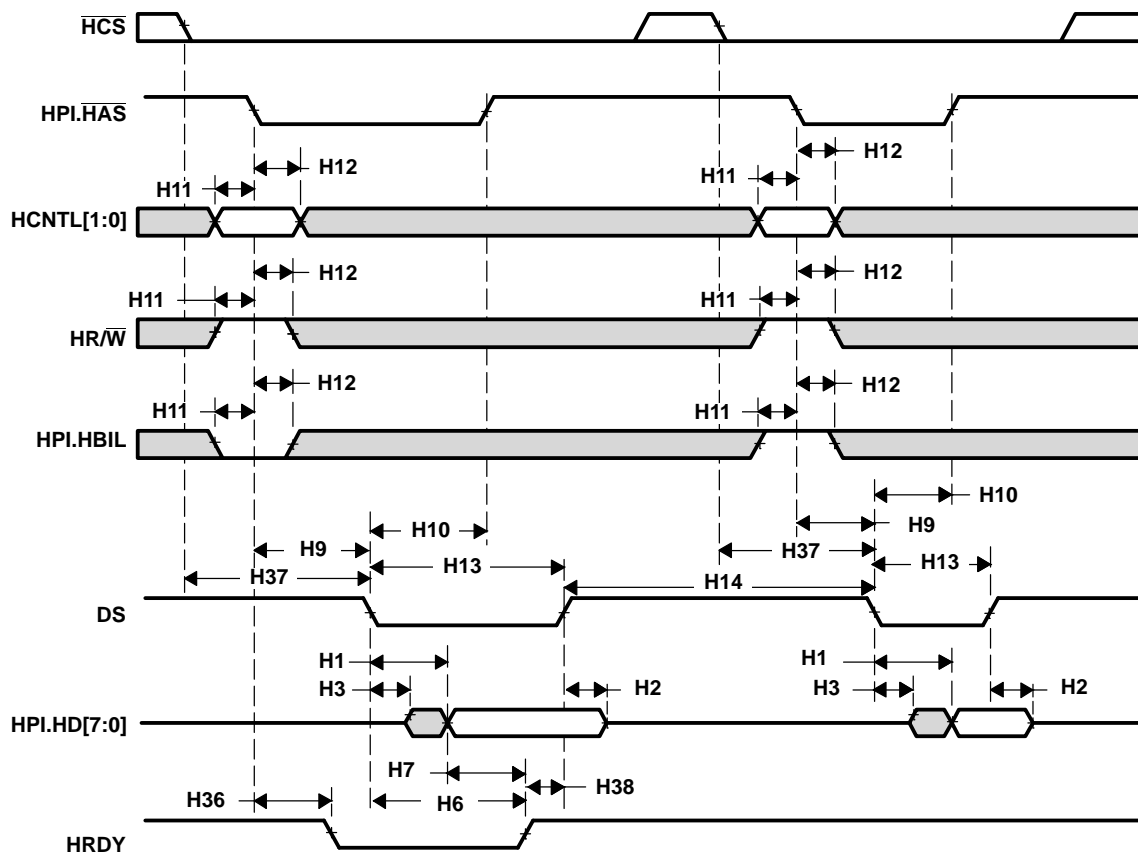 HCS
HPI.HAS
H12 H12
H11 H11
HCNTL[1:0]
H12 H12
H11 H11
HR/W
H12 H12
H11 H11
HPI.HBIL
H10
H10 H9
H9 H13 H37 H13
H37 H14
DS
H1 H1
H3 H2 H3 H2
HPI.HD[7:0]
H7 H38
H36 H6
HRDY